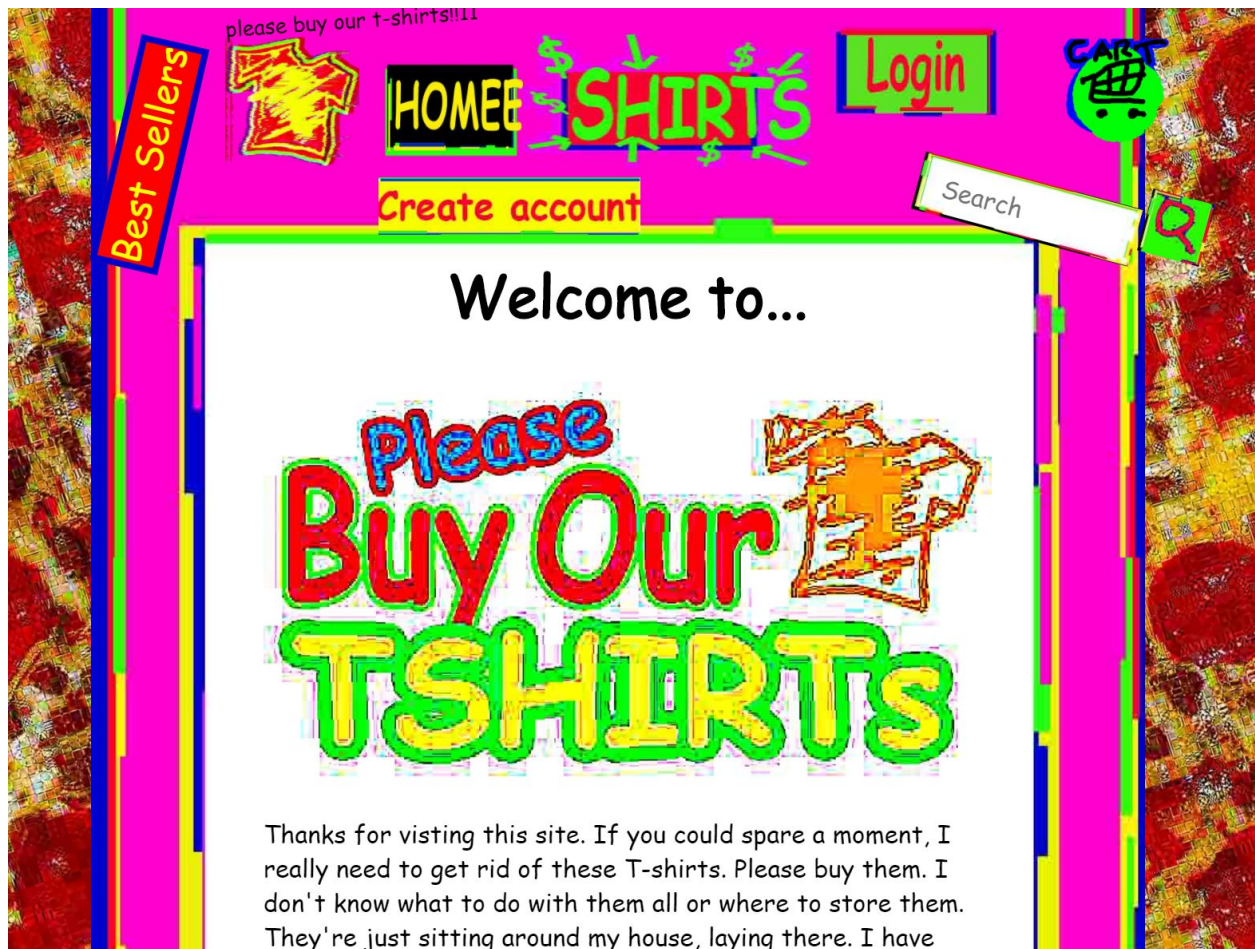 please buy our t-shirts!!11
Best Sellers
HOMEE
SHIRTS
Login
CART
Create account
Search
Welcome to...
Please
Buy Our
TSHIRTs
Thanks for visting this site. If you could spare a moment, I
really need to get rid of these T-shirts. Please buy them. I
don't know what to do with them all or where to store them.
They're just sitting around my house, laying there. I have